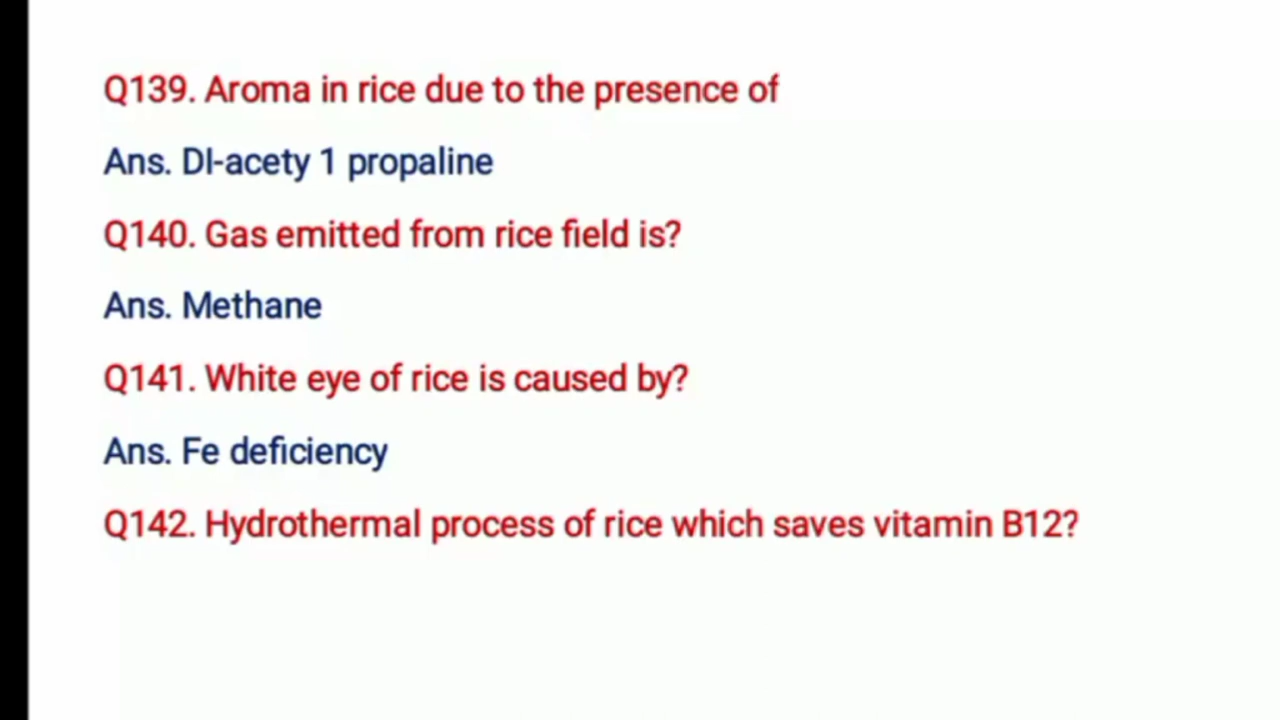 Q139. Aroma in rice due to the presence of
Ans. DI-acety 1 propaline
Q140. Gas emitted from rice field is?
Ans. Methane
Q141. White eye of rice is caused by?
Ans. Fe deficiency
Q142. Hydrothermal process of rice which saves vitamin B12?